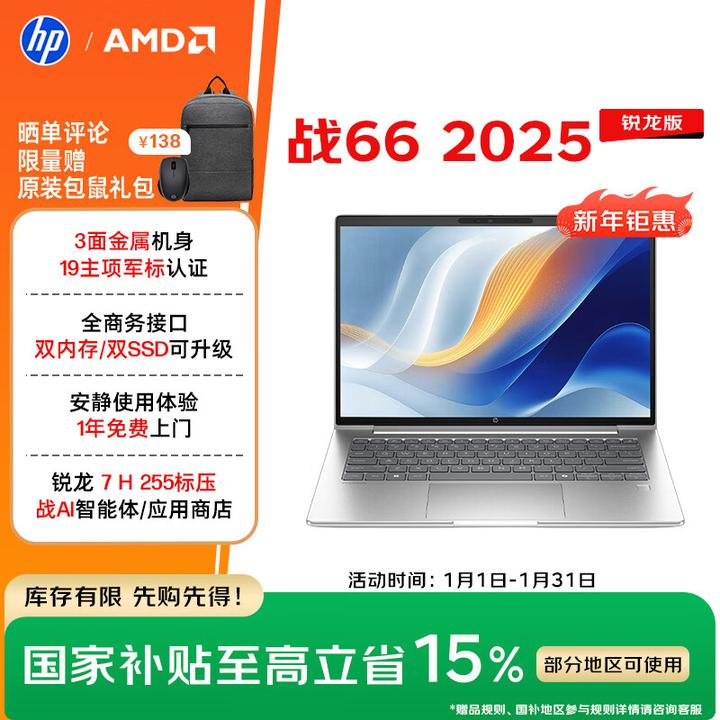 hp / AMD
晒单评论
限量赠
原装包鼠礼包
¥138
战66 2025
锐龙版
新年钜惠
3面金属机身
19主项军标认证
全商务接口
双内存/双SSD可升级
安静使用体验
1年免费上门
锐龙 7 H 255标压
战AI智能体/应用商店
活动时间：1月1日-1月31日
库存有限 先购先得！
国家补贴至高立省15%
部分地区可使用
*赠品规则、国补地区参与规则详情请咨询客服